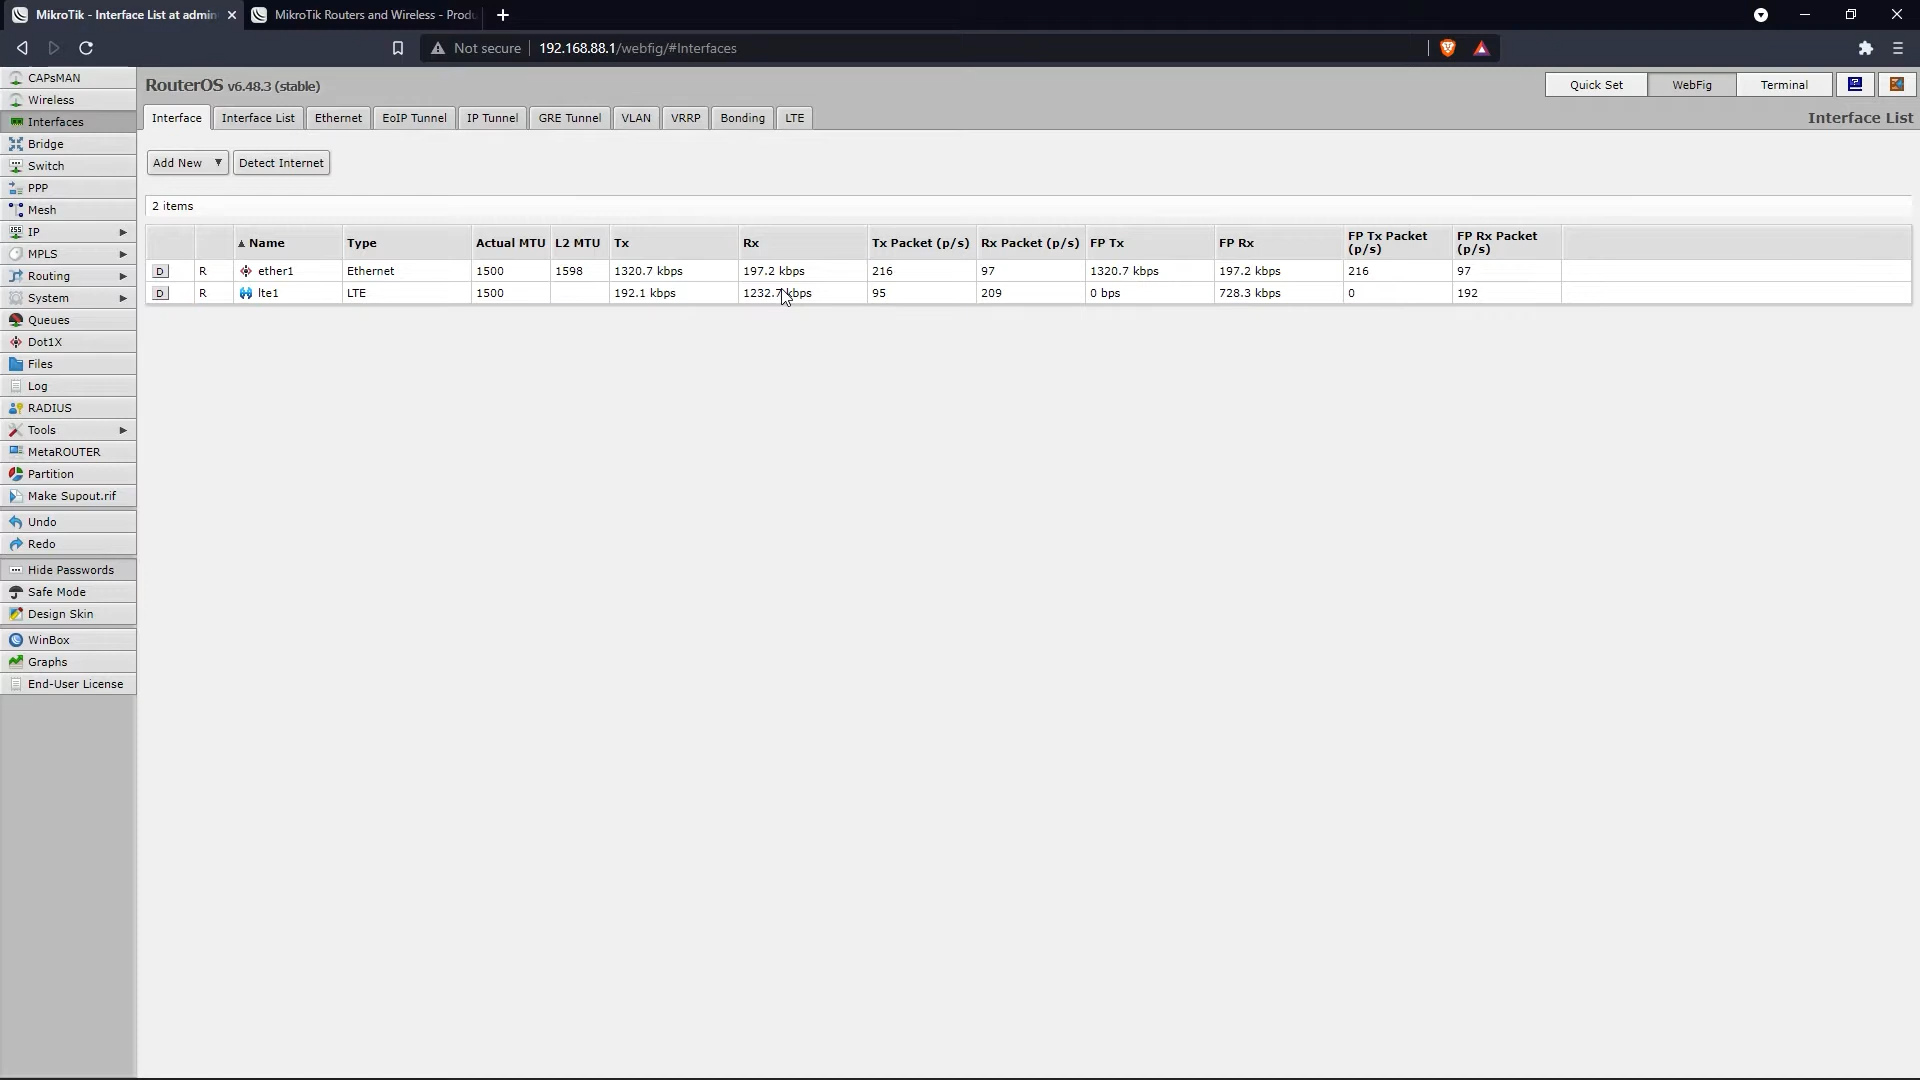 MikroTik - Interface List at admin
MikroTik Routers and Wireless - Produ
Not secure
192.168.88.1/webfig/#Interfaces
CAPsMAN
Wireless
Interfaces
Bridge
Switch
PPP
Mesh
IP
MPLS
Routing
System
Queues
Dot1X
Files
Log
RADIUS
Tools
MetaROUTER
Partition
Make Supout.rif
Undo
Redo
Hide Passwords
Safe Mode
Design Skin
WinBox
Graphs
End-User License
RouterOS v6.48.3 (stable)
Quick Set WebFig Terminal
Interface Interface List Ethernet EoIP Tunnel IP Tunnel GRE Tunnel VLAN VRRP Bonding LTE
Interface List
Add New Detect Internet
2 items
Name Type Actual MTU L2 MTU Tx Rx Tx Packet (p/s) Rx Packet (p/s) FP Tx FP Rx FP Tx Packet (p/s) FP Rx Packet (p/s)
D R ether1 Ethernet 1500 1598 1320.7 kbps 197.2 kbps 216 97 1320.7 kbps 197.2 kbps 216 97
D R lte1 LTE 1500 192.1 kbps 1232.7 kbps 95 209 0 bps 728.3 kbps 0 192